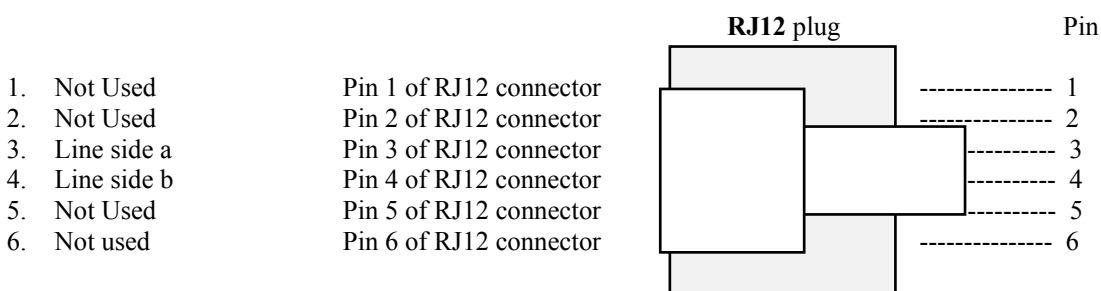 RJ12 plug Pin
1. Not Used Pin 1 of RJ12 connector --------------- 1
2. Not Used Pin 2 of RJ12 connector --------------- 2
3. Line side a Pin 3 of RJ12 connector ---------- 3
4. Line side b Pin 4 of RJ12 connector ---------- 4
5. Not Used Pin 5 of RJ12 connector ---------- 5
6. Not used Pin 6 of RJ12 connector --------------- 6